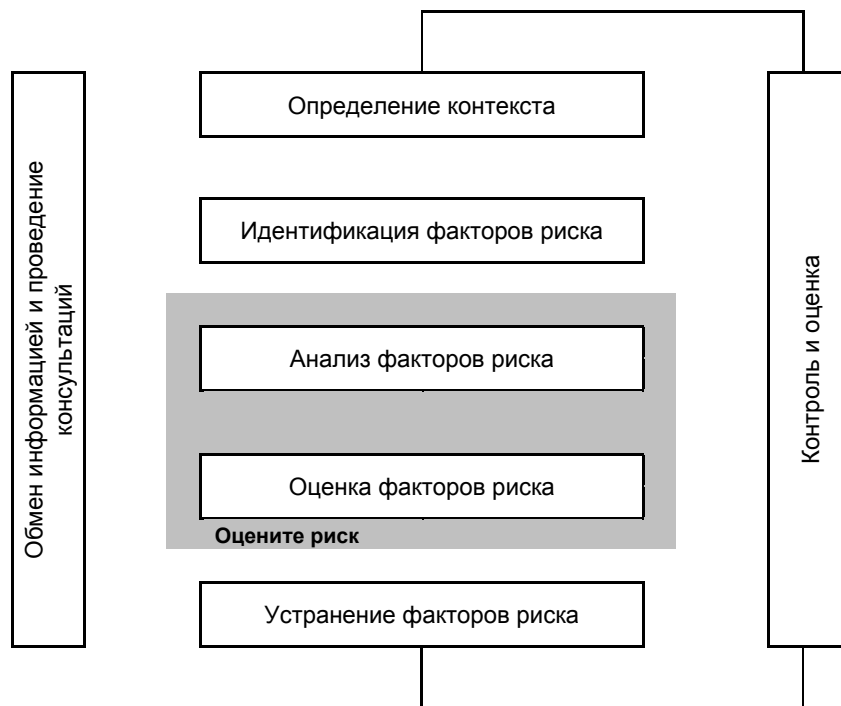 Обмен информацией и проведение
консультаций
Определение контекста
Идентификация факторов риска
Анализ факторов риска
Оценка факторов риска
Оцените риск
Устранение факторов риска
Контроль и оценка